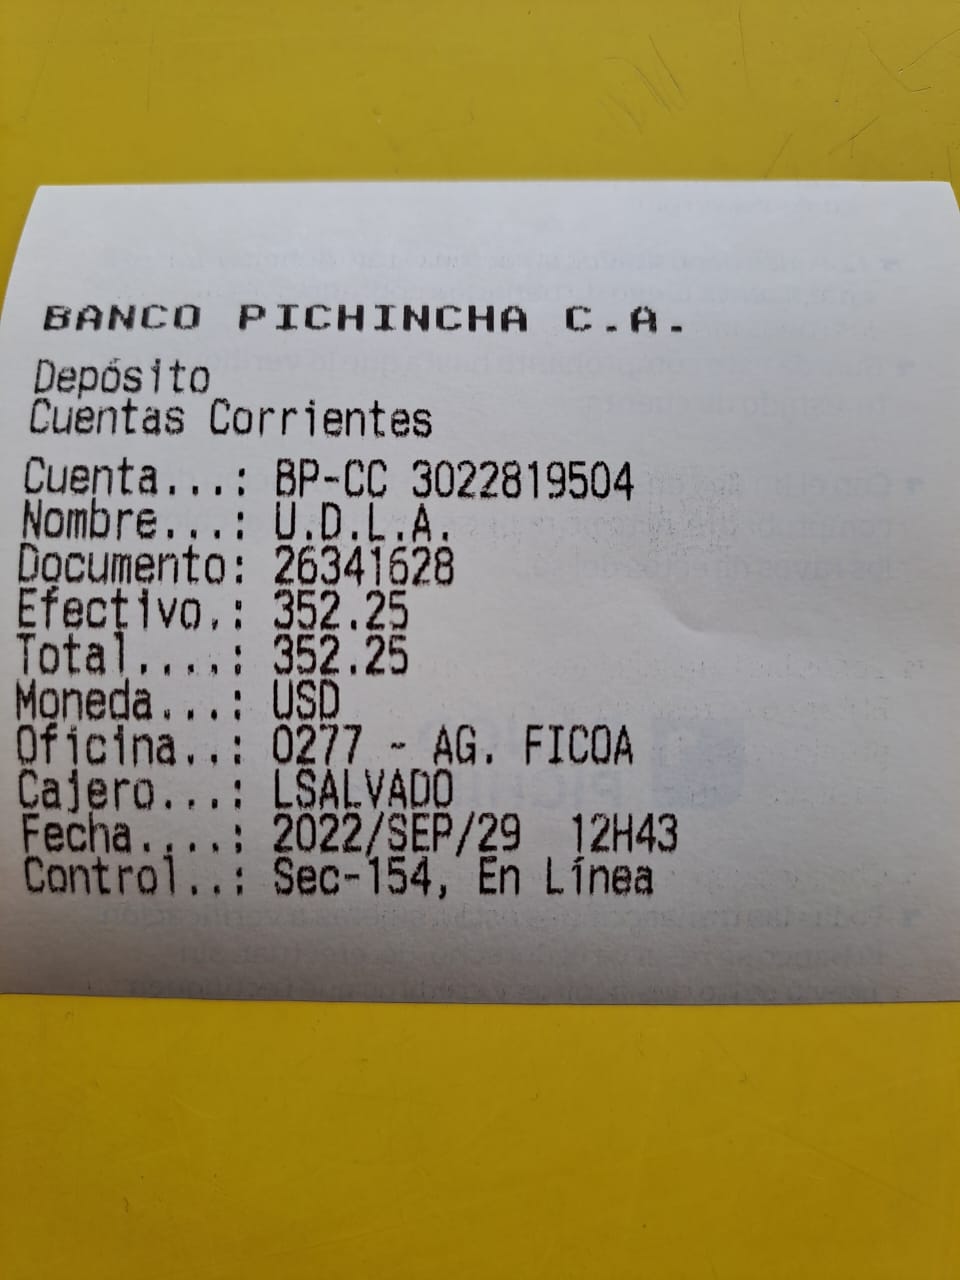 BANCO PICHINCHA C.A.
Depósito
Cuentas Corrientes
Cuenta...: BP-CC 3022819504
Nombre...: U.D.L.A.
Documento: 26341628
Efectivo.: 352.25
Total....: 352.25
Moneda...: USD
Oficina..: 0277 - AG. FICOA
Cajero...: LSALVADO
Fecha....: 2022/SEP/29 12H43
Control..: Sec-154, En Línea